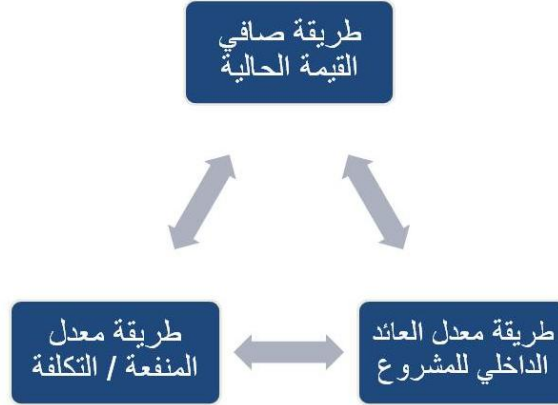 طريقة صافي
القيمة الحالية
طريقة معدل العائد
الداخلي للمشروع
طريقة معدل
المنفعة / التكلفة